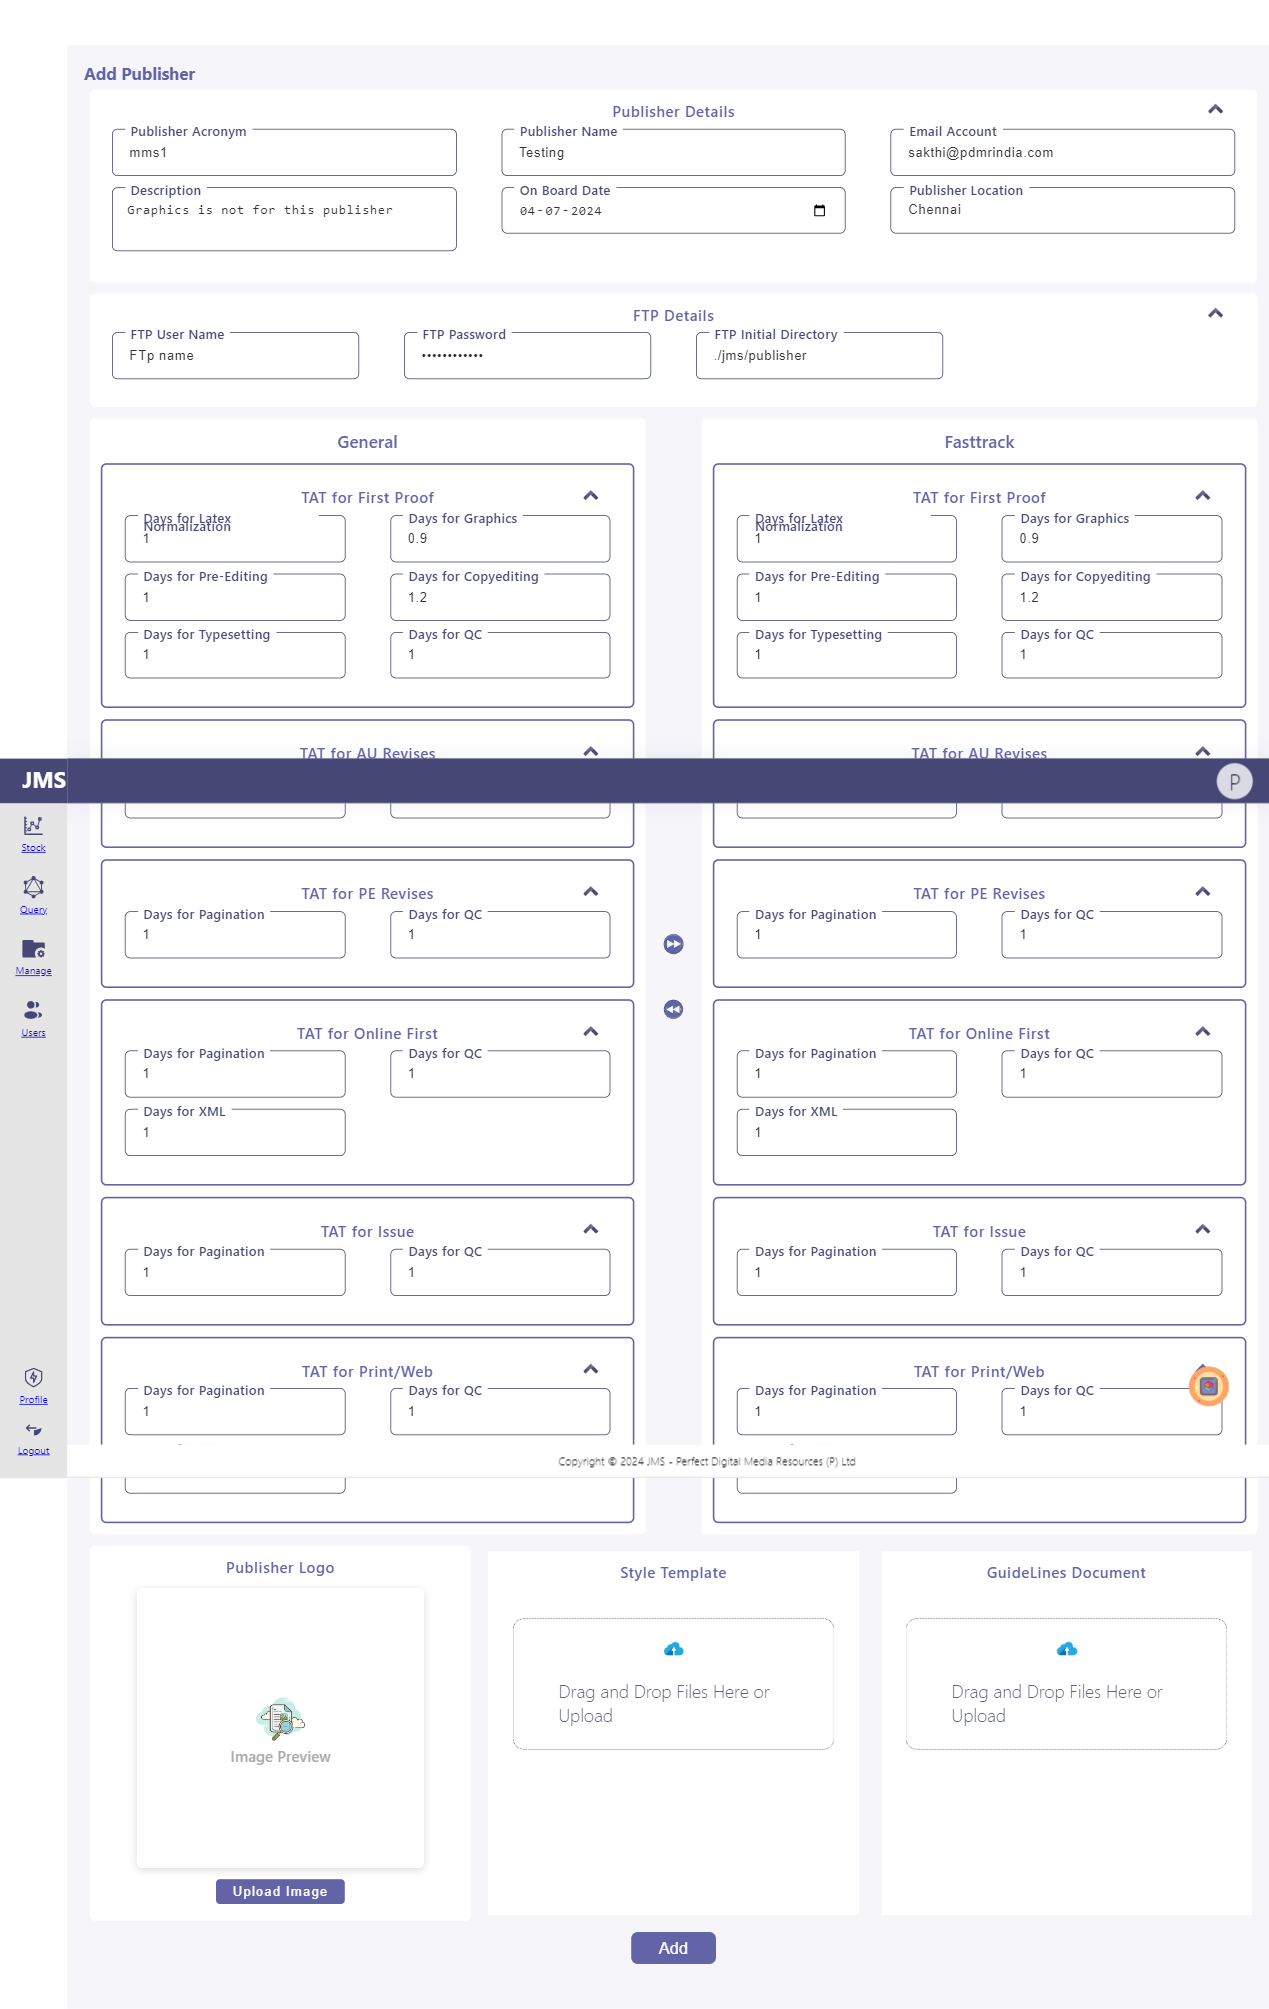 Add Publisher
Publisher Details
Publisher Acronym Publisher Name Email Account
mms1 Testing sakthi@pdmrindia.com
Description On Board Date Publisher Location
Graphics is not for this publisher 04-07-2024 Chennai
FTP Details
FTP User Name FTP Password FTP Initial Directory
FTp name •••••••••••• ./jms/publisher
General Fasttrack
TAT for First Proof TAT for First Proof
Days for Latex Normalization Days for Graphics Days for Latex Normalization Days for Graphics
1 0.9 1 0.9
Days for Pre-Editing Days for Copyediting Days for Pre-Editing Days for Copyediting
1 1.2 1 1.2
Days for Typesetting Days for QC Days for Typesetting Days for QC
1 1 1 1
TAT for AU Revises TAT for AU Revises
JMS P
Stock
Query
Manage
Users
TAT for PE Revises TAT for PE Revises
Days for Pagination Days for QC Days for Pagination Days for QC
1 1 1 1
TAT for Online First TAT for Online First
Days for Pagination Days for QC Days for Pagination Days for QC
1 1 1 1
Days for XML Days for XML
1 1
TAT for Issue TAT for Issue
Days for Pagination Days for QC Days for Pagination Days for QC
1 1 1 1
TAT for Print/Web TAT for Print/Web
Days for Pagination Days for QC Days for Pagination Days for QC
1 1 1 1
Profile
Logout
Copyright © 2024 JMS - Perfect Digital Media Resources (P) Ltd
Publisher Logo Style Template GuideLines Document
Image Preview
Drag and Drop Files Here or Upload
Drag and Drop Files Here or Upload
Upload Image
Add